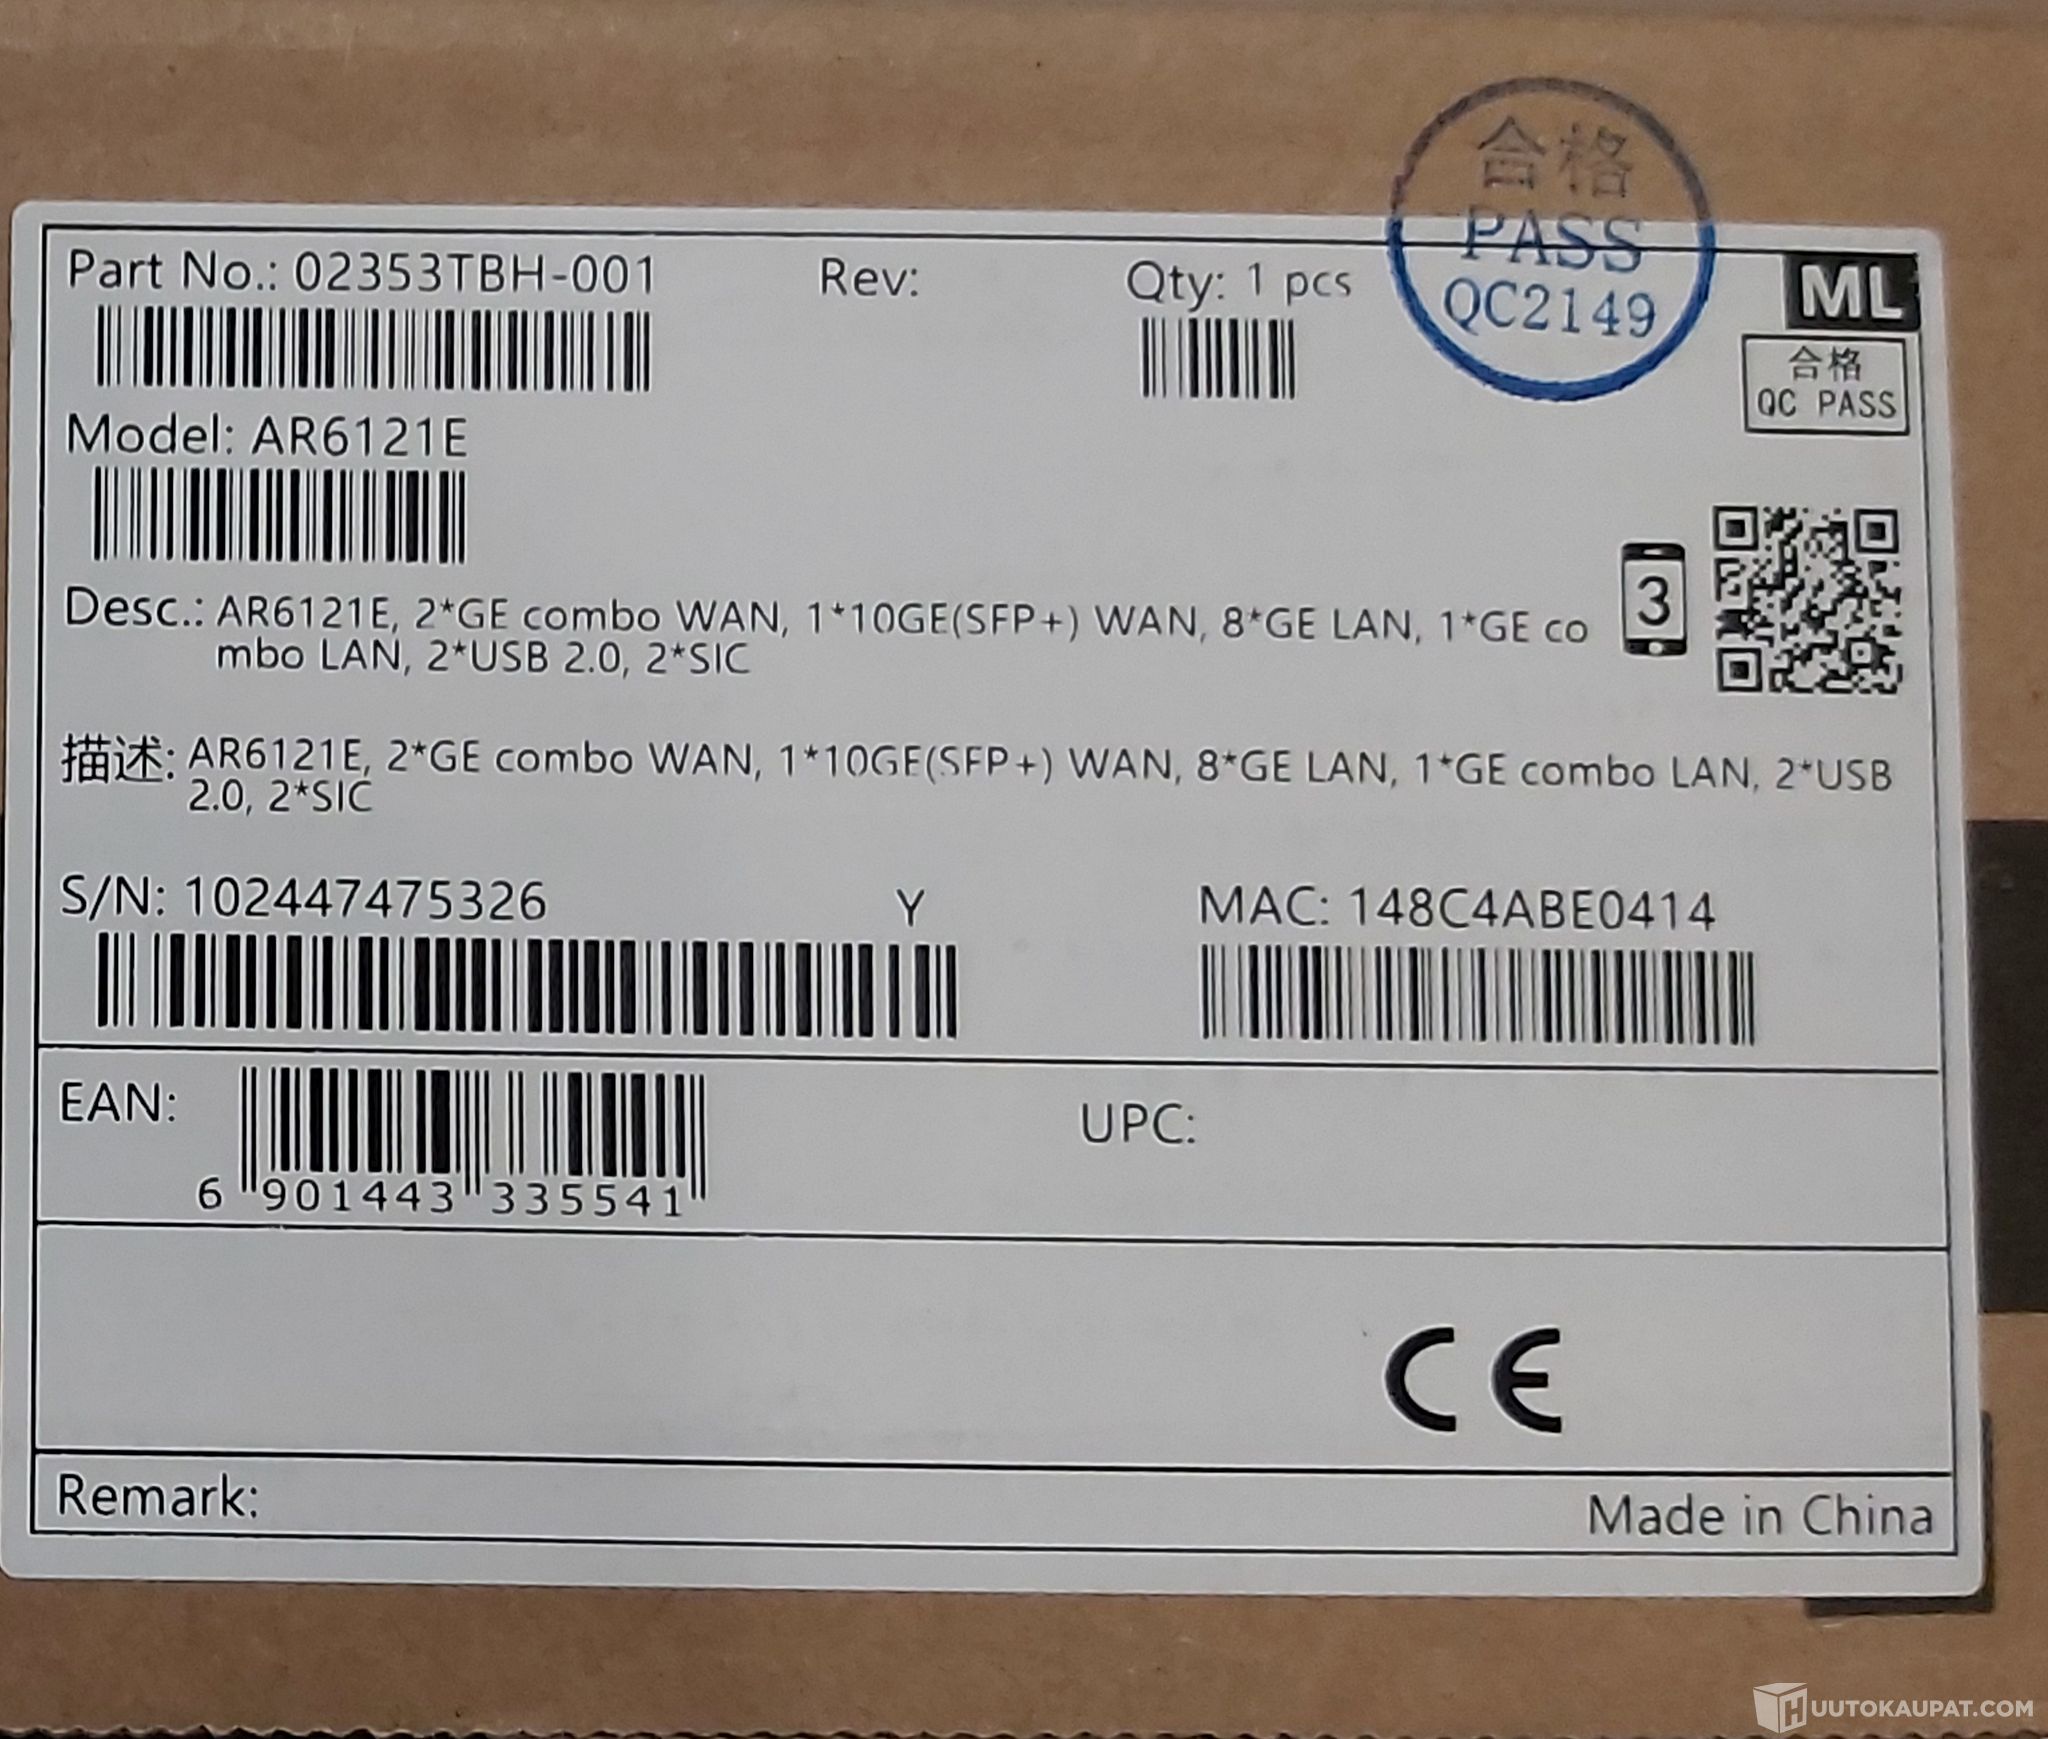 合格
PASS
QC2149
Part No.: 02353TBH-001 Rev: Qty: 1 pcs
ML
合格
QC PASS
Model: AR6121E
3
Desc.: AR6121E, 2*GE combo WAN, 1*10GE(SFP+) WAN, 8*GE LAN, 1*GE co
mbo LAN, 2*USB 2.0, 2*SIC
描述: AR6121E, 2*GE combo WAN, 1*10GE(SFP+) WAN, 8*GE LAN, 1*GE combo LAN, 2*USB
2.0, 2*SIC
S/N: 102447475326 Y MAC: 148C4ABE0414
EAN: UPC:
6 901443 335541
CE
Remark: Made in China
HUUTOKAUPAT.COM